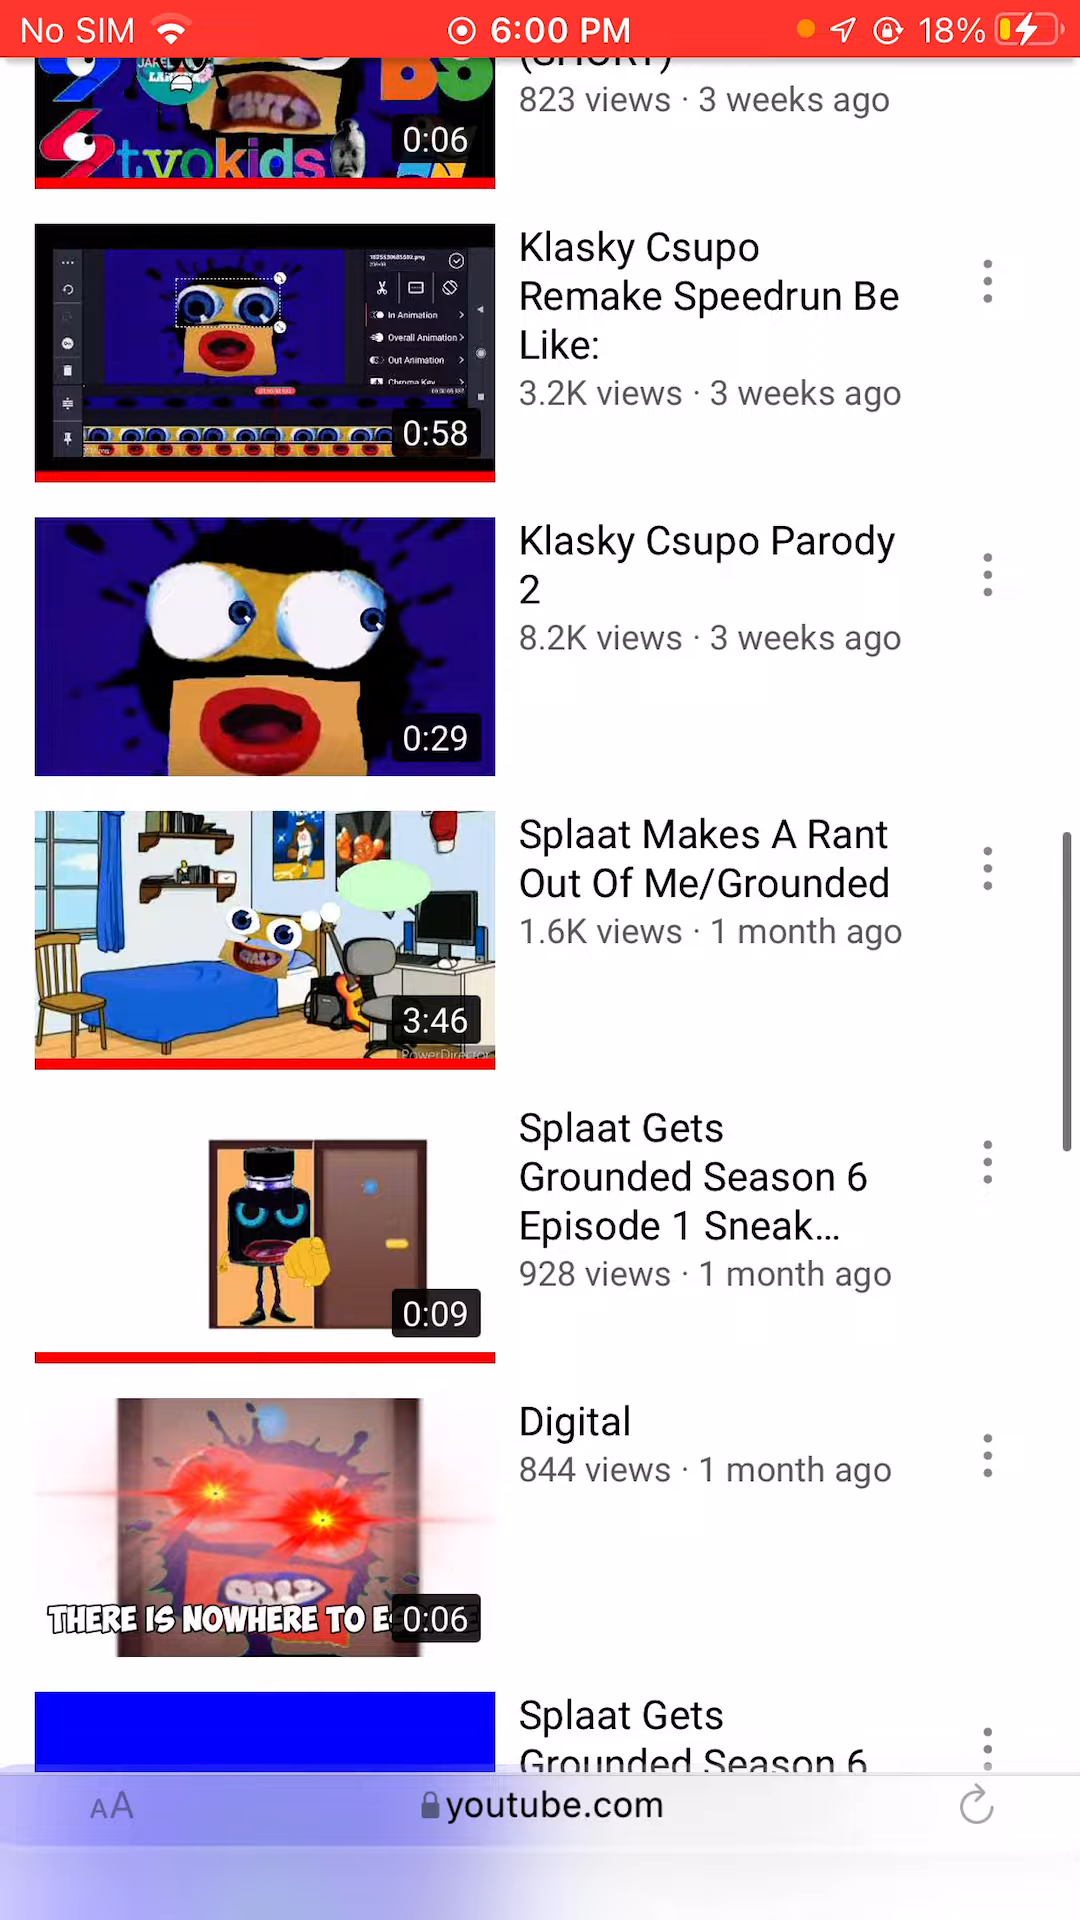 No SIM 6:00 PM 18%
(SHORT)
823 views · 3 weeks ago
tvokids
0:06
Klasky Csupo
Remake Speedrun Be
Like:
3.2K views · 3 weeks ago
In Animation
Overall Animation
Out Animation
Chroma Key
0:58
Klasky Csupo Parody
2
8.2K views · 3 weeks ago
0:29
Splaat Makes A Rant
Out Of Me/Grounded
1.6K views · 1 month ago
3:46
PowerDirector
Splaat Gets
Grounded Season 6
Episode 1 Sneak...
928 views · 1 month ago
0:09
Digital
844 views · 1 month ago
THERE IS NOWHERE TO E
0:06
Splaat Gets
Grounded Season 6
AA youtube.com